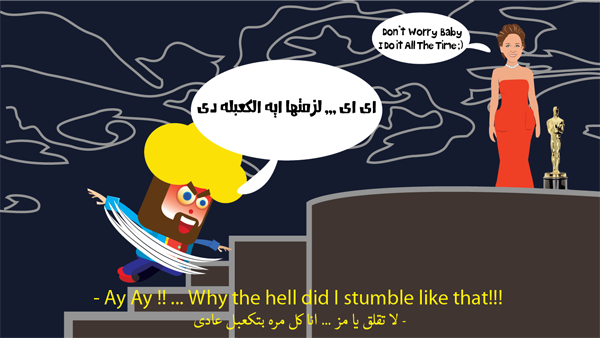 Don't Worry Baby
I Do it All The Time ;)
اى اى ,,, لزمتها ايه الكعبله دى
- Ay Ay !! ... Why the hell did I stumble like that!!!
- لا تقلق يا مز ... انا كل مره بتكعبل عادى